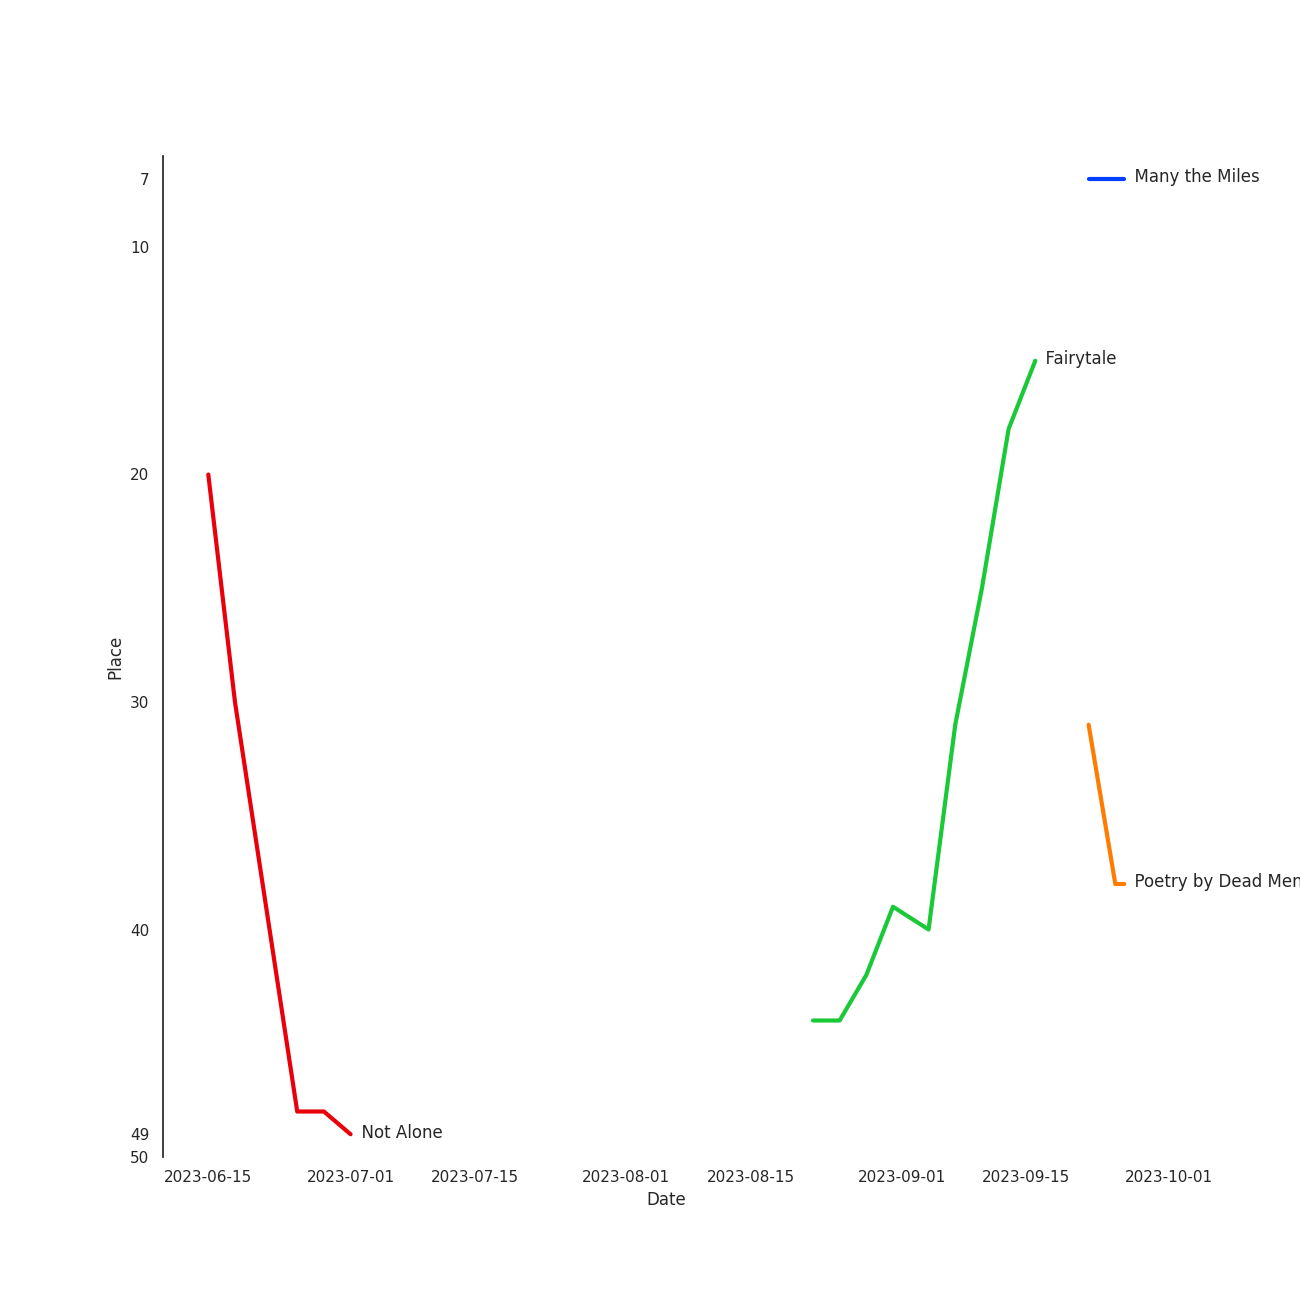 7
Many the Miles
10
Fairytale
20
Place
30
Poetry by Dead Men
40
49
Not Alone
50
2023-06-15 2023-07-01 2023-07-15 2023-08-01 2023-08-15 2023-09-01 2023-09-15 2023-10-01
Date